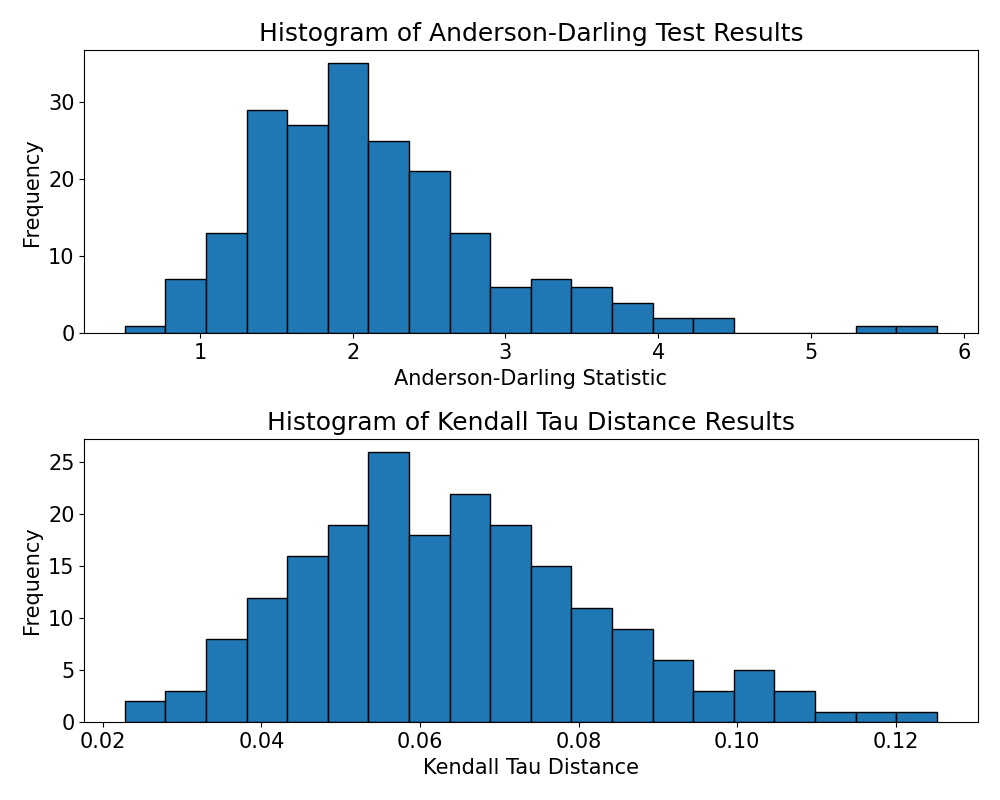 Histogram of Anderson-Darling Test Results
Frequency
30
20
10
0
1 2 3 4 5 6
Anderson-Darling Statistic
Histogram of Kendall Tau Distance Results
Frequency
25
20
15
10
5
0
0.02 0.04 0.06 0.08 0.10 0.12
Kendall Tau Distance